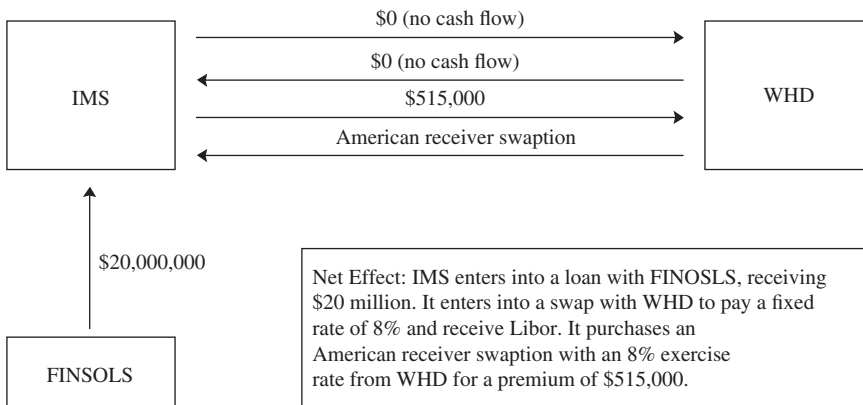 $0 (no cash flow)
$0 (no cash flow)
IMS
WHD
$515,000
American receiver swaption
$20,000,000
FINSOLS
Net Effect: IMS enters into a loan with FINOSLS, receiving
$20 million. It enters into a swap with WHD to pay a fixed
rate of 8% and receive Libor. It purchases an
American receiver swaption with an 8% exercise
rate from WHD for a premium of $515,000.